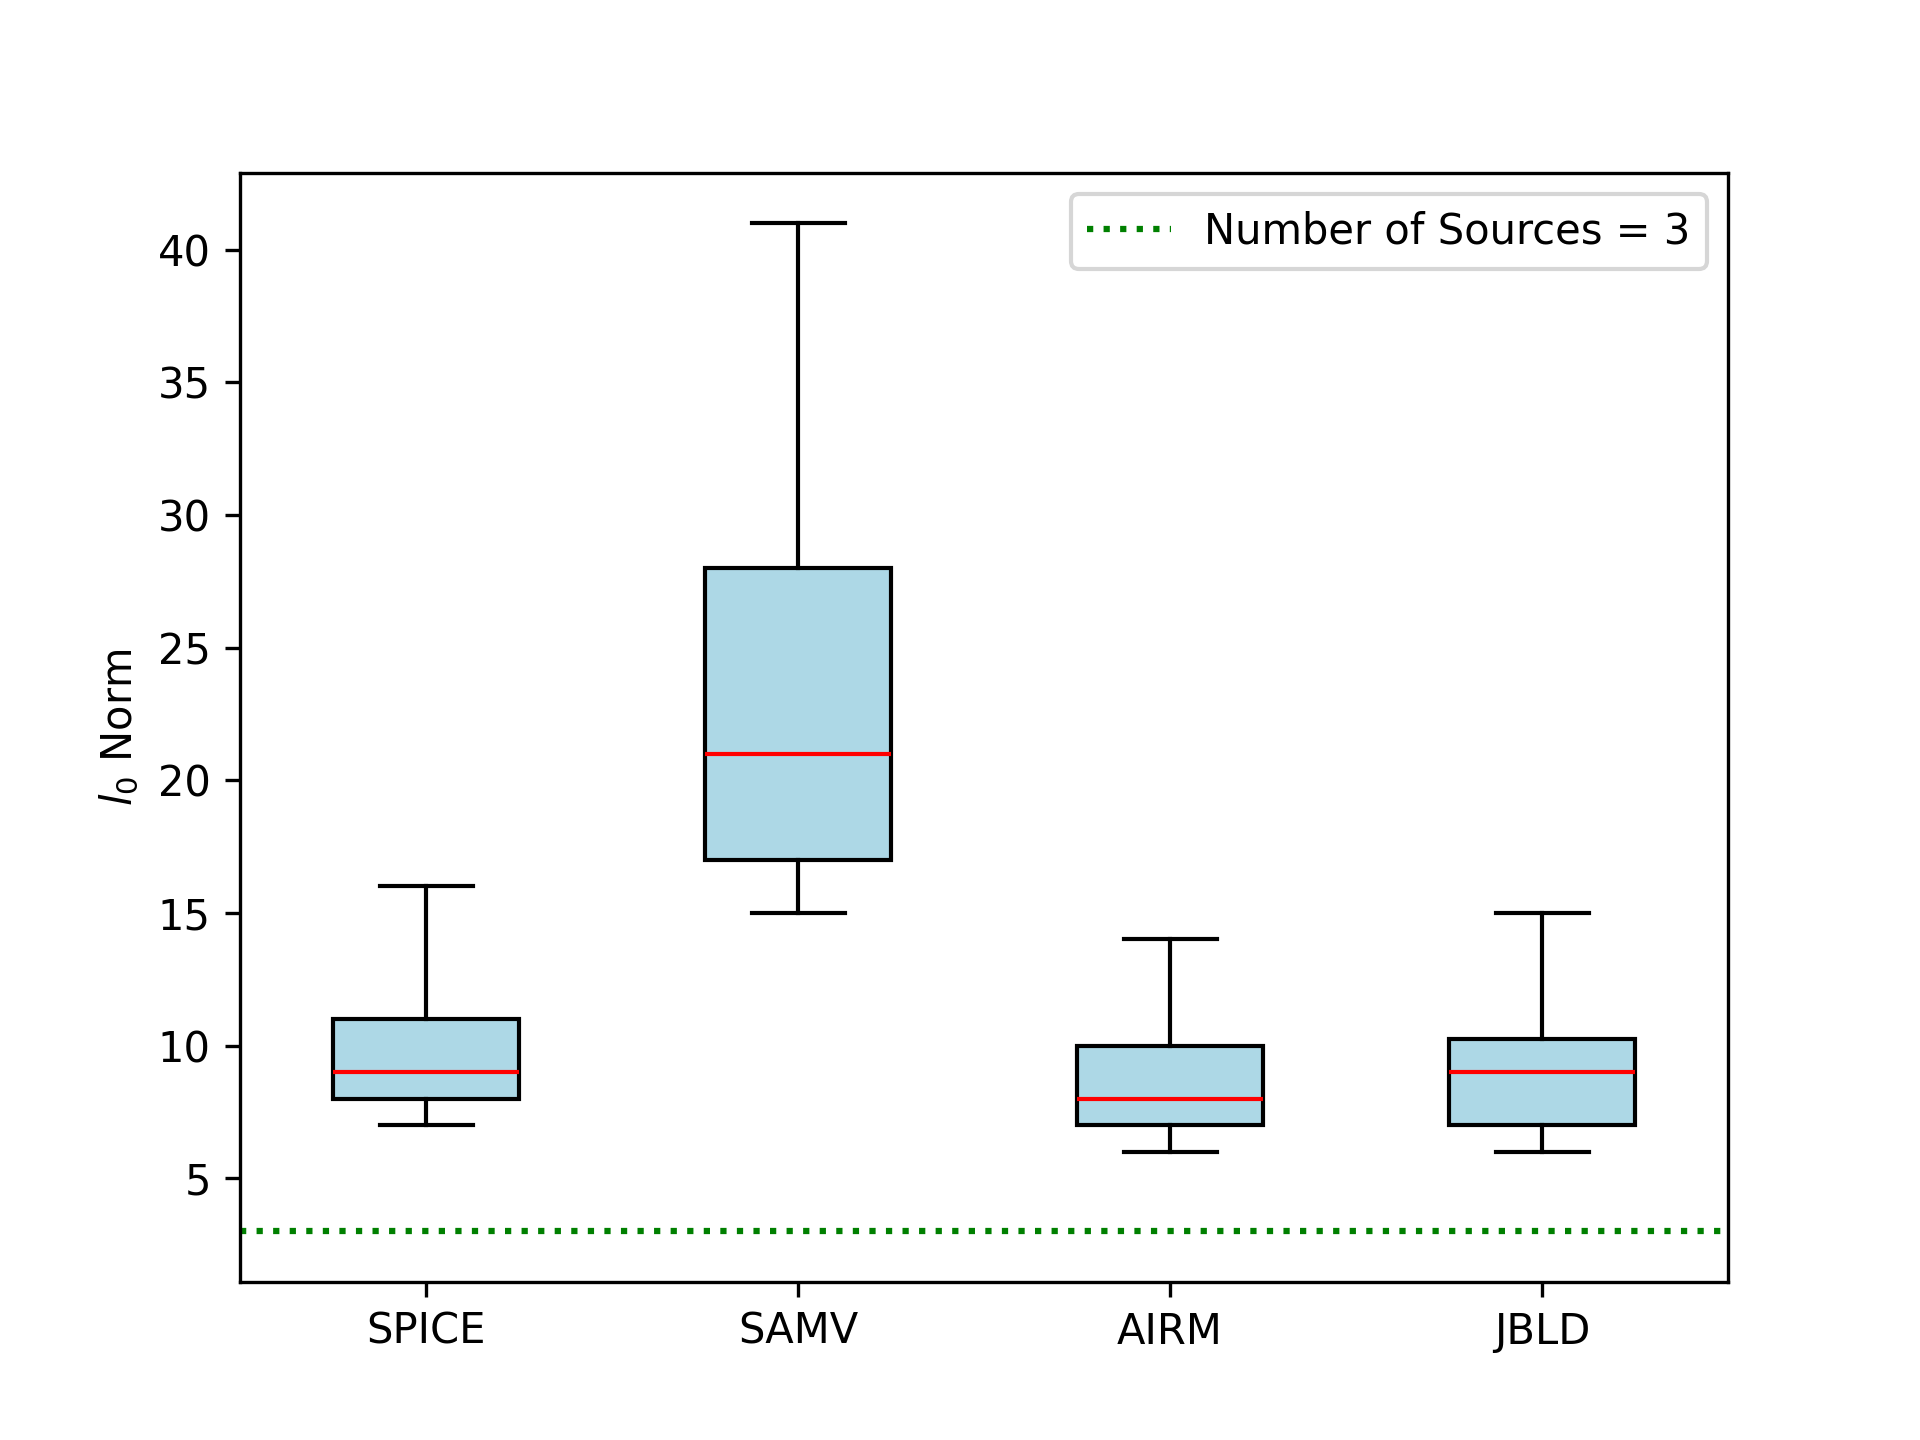 Number of Sources = 3
40
35
30
25
20
15
10
5
l₀ Norm
SPICE
SAMV
AIRM
JBLD